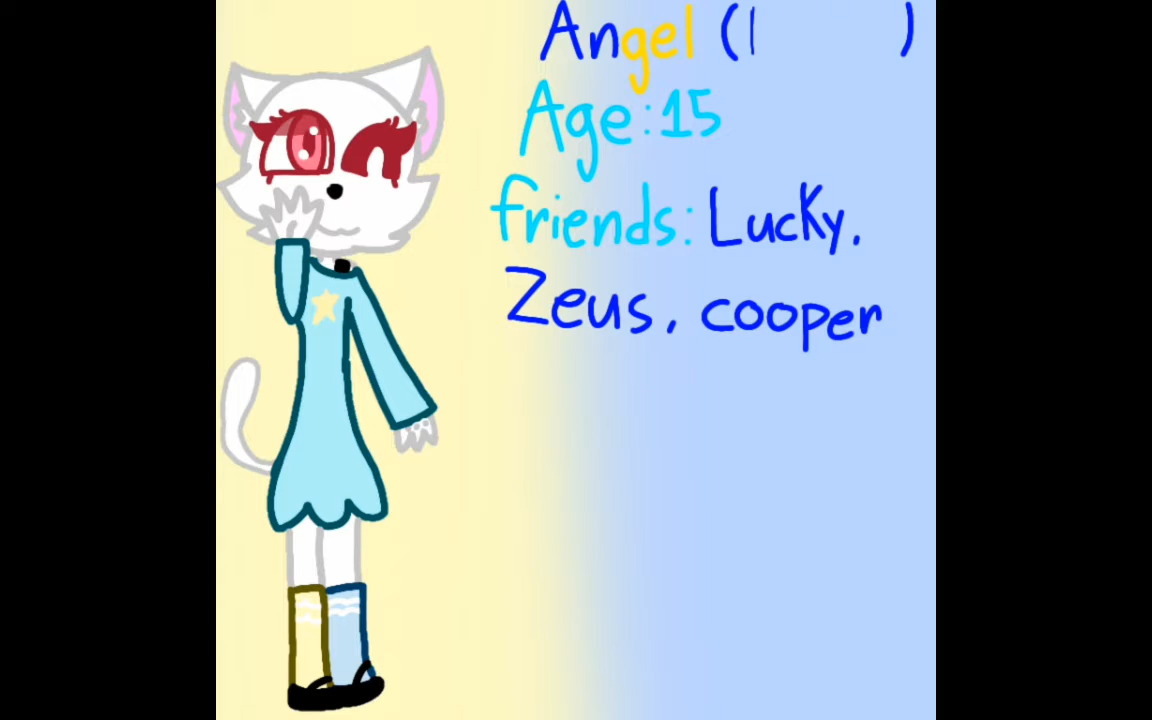 Angel (        )
Age:15
friends: Lucky,
Zeus, cooper